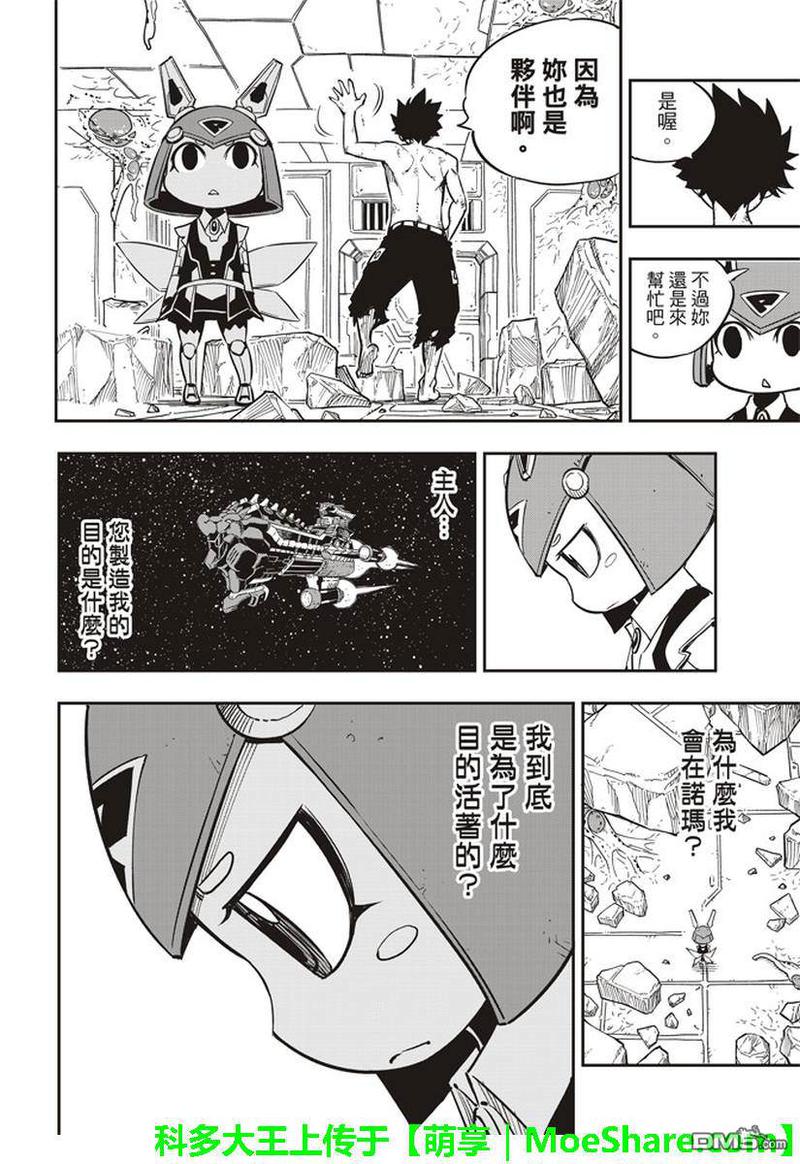 是喔。
不過妳
還是來
幫忙吧。
因為
妳也是
夥伴啊。
主人…
您製造我的
目的是什麼？
為什麼我
會在諾瑪？
我到底
是為了什麼
目的活著的？
科多大王上传于【萌享｜MoeShare